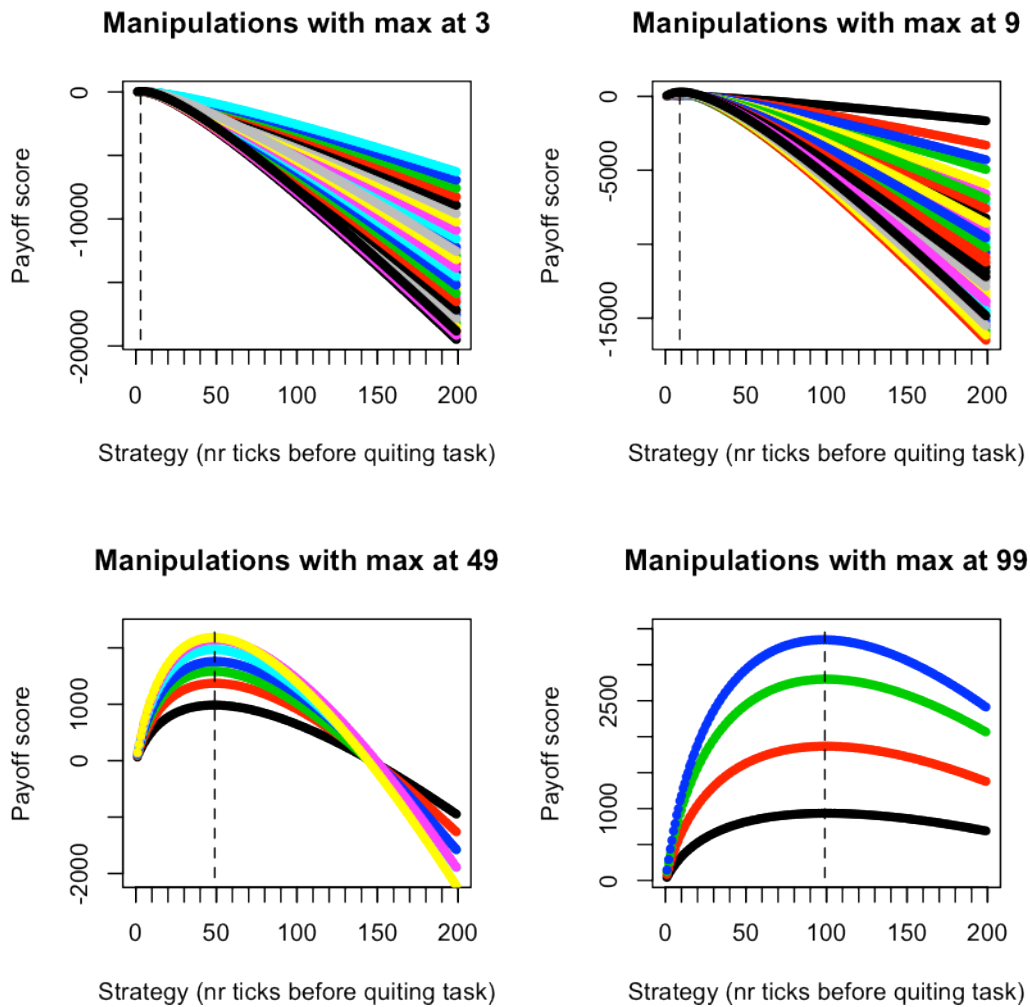 Manipulations with max at 3
Payoff score
0
-10000
-20000
0 50 100 150 200
Strategy (nr ticks before quiting task)
Manipulations with max at 9
Payoff score
0
-5000
-15000
0 50 100 150 200
Strategy (nr ticks before quiting task)
Manipulations with max at 49
Payoff score
1000
0
-2000
0 50 100 150 200
Strategy (nr ticks before quiting task)
Manipulations with max at 99
Payoff score
2500
1000
0
0 50 100 150 200
Strategy (nr ticks before quiting task)